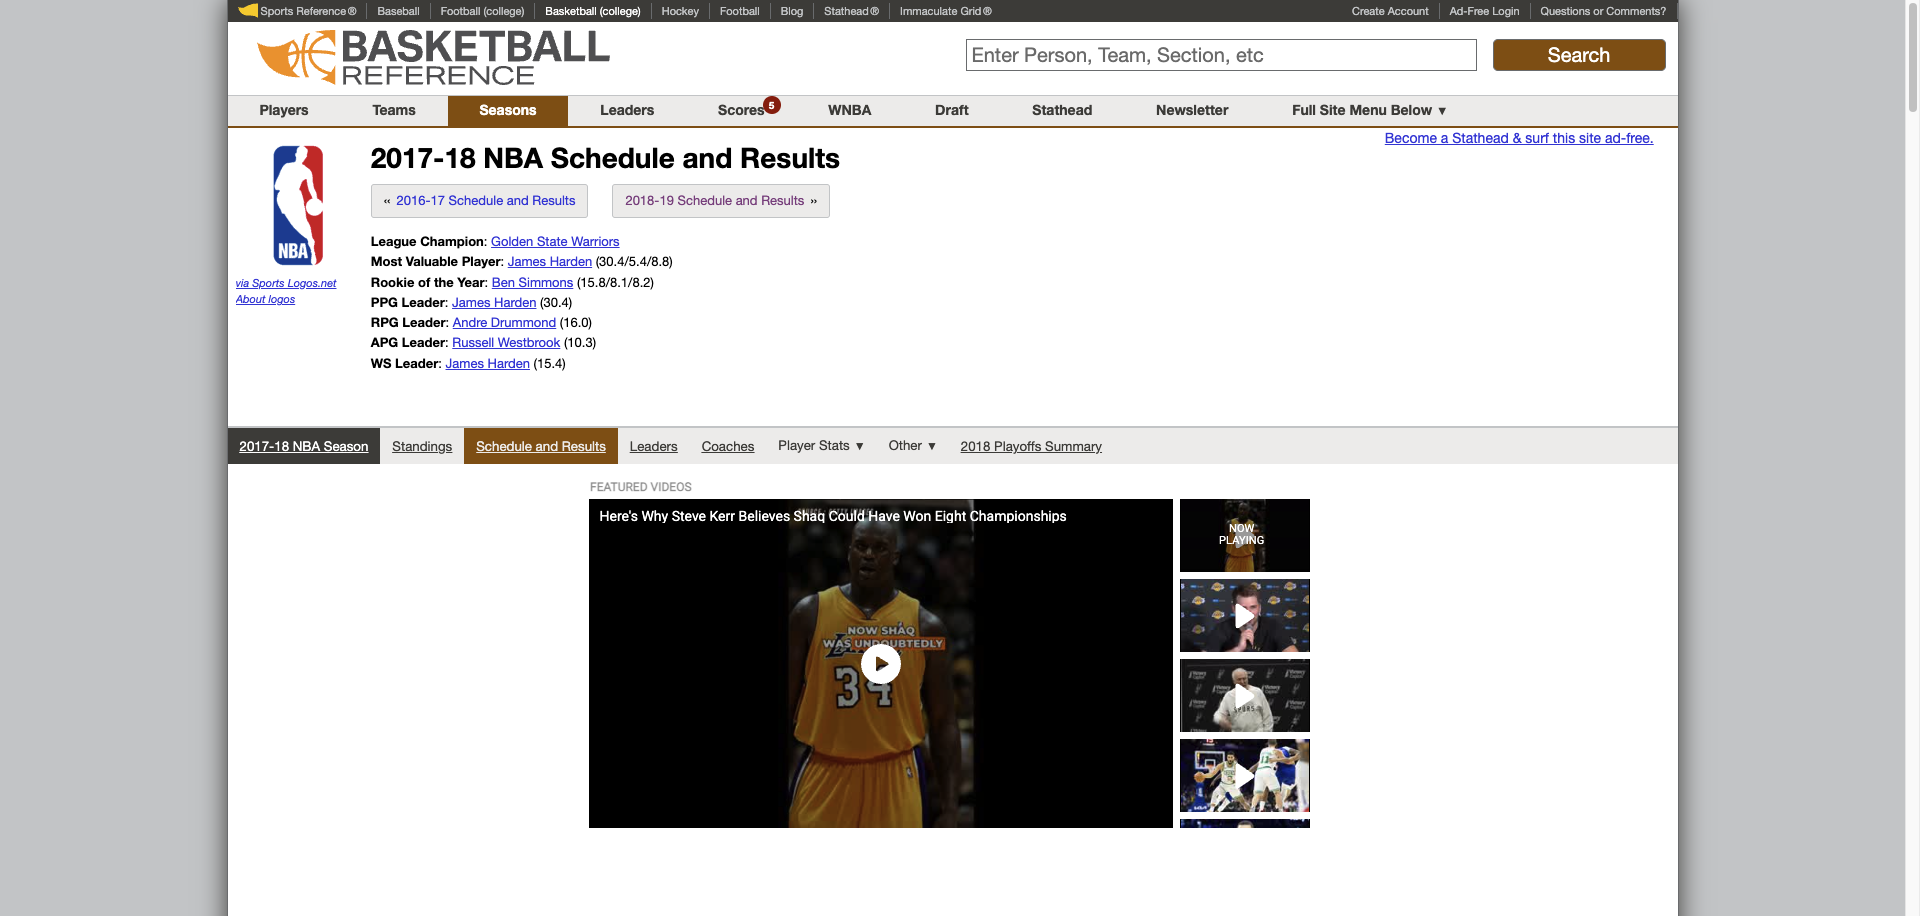 Sports Reference ® Baseball Football (college) Basketball (college) Hockey Football Blog Stathead ® Immaculate Grid ® Create Account Ad-Free Login Questions or Comments?
BASKETBALL
REFERENCE
Enter Person, Team, Section, etc Search
Players Teams Seasons Leaders Scores 5 WNBA Draft Stathead Newsletter Full Site Menu Below ▼
Become a Stathead & surf this site ad-free.
NBA
via Sports Logos.net
About logos
2017-18 NBA Schedule and Results
« 2016-17 Schedule and Results 2018-19 Schedule and Results »
League Champion: Golden State Warriors
Most Valuable Player: James Harden (30.4/5.4/8.8)
Rookie of the Year: Ben Simmons (15.8/8.1/8.2)
PPG Leader: James Harden (30.4)
RPG Leader: Andre Drummond (16.0)
APG Leader: Russell Westbrook (10.3)
WS Leader: James Harden (15.4)
2017-18 NBA Season Standings Schedule and Results Leaders Coaches Player Stats ▼ Other ▼ 2018 Playoffs Summary
FEATURED VIDEOS
Here's Why Steve Kerr Believes Shaq Could Have Won Eight Championships
NOW SHAQ
WAS UNDOUBTEDLY
34
NOW
PLAYING
SPURS